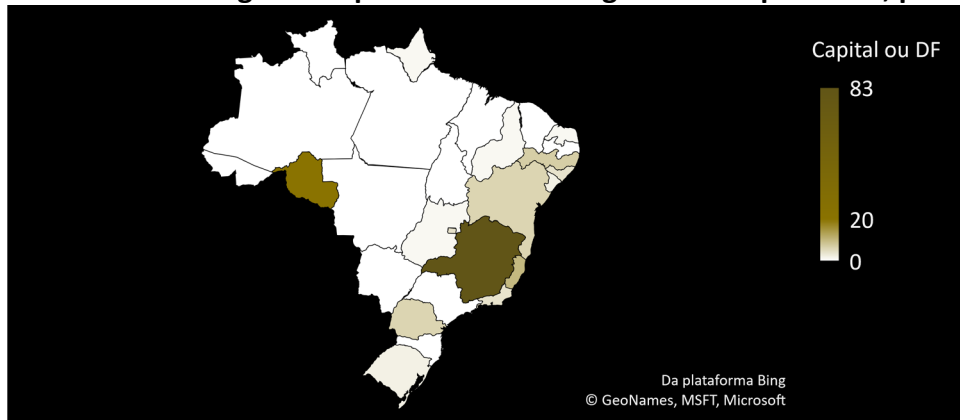 Capital ou DF
83
20
0
Da plataforma Bing
© GeoNames, MSFT, Microsoft